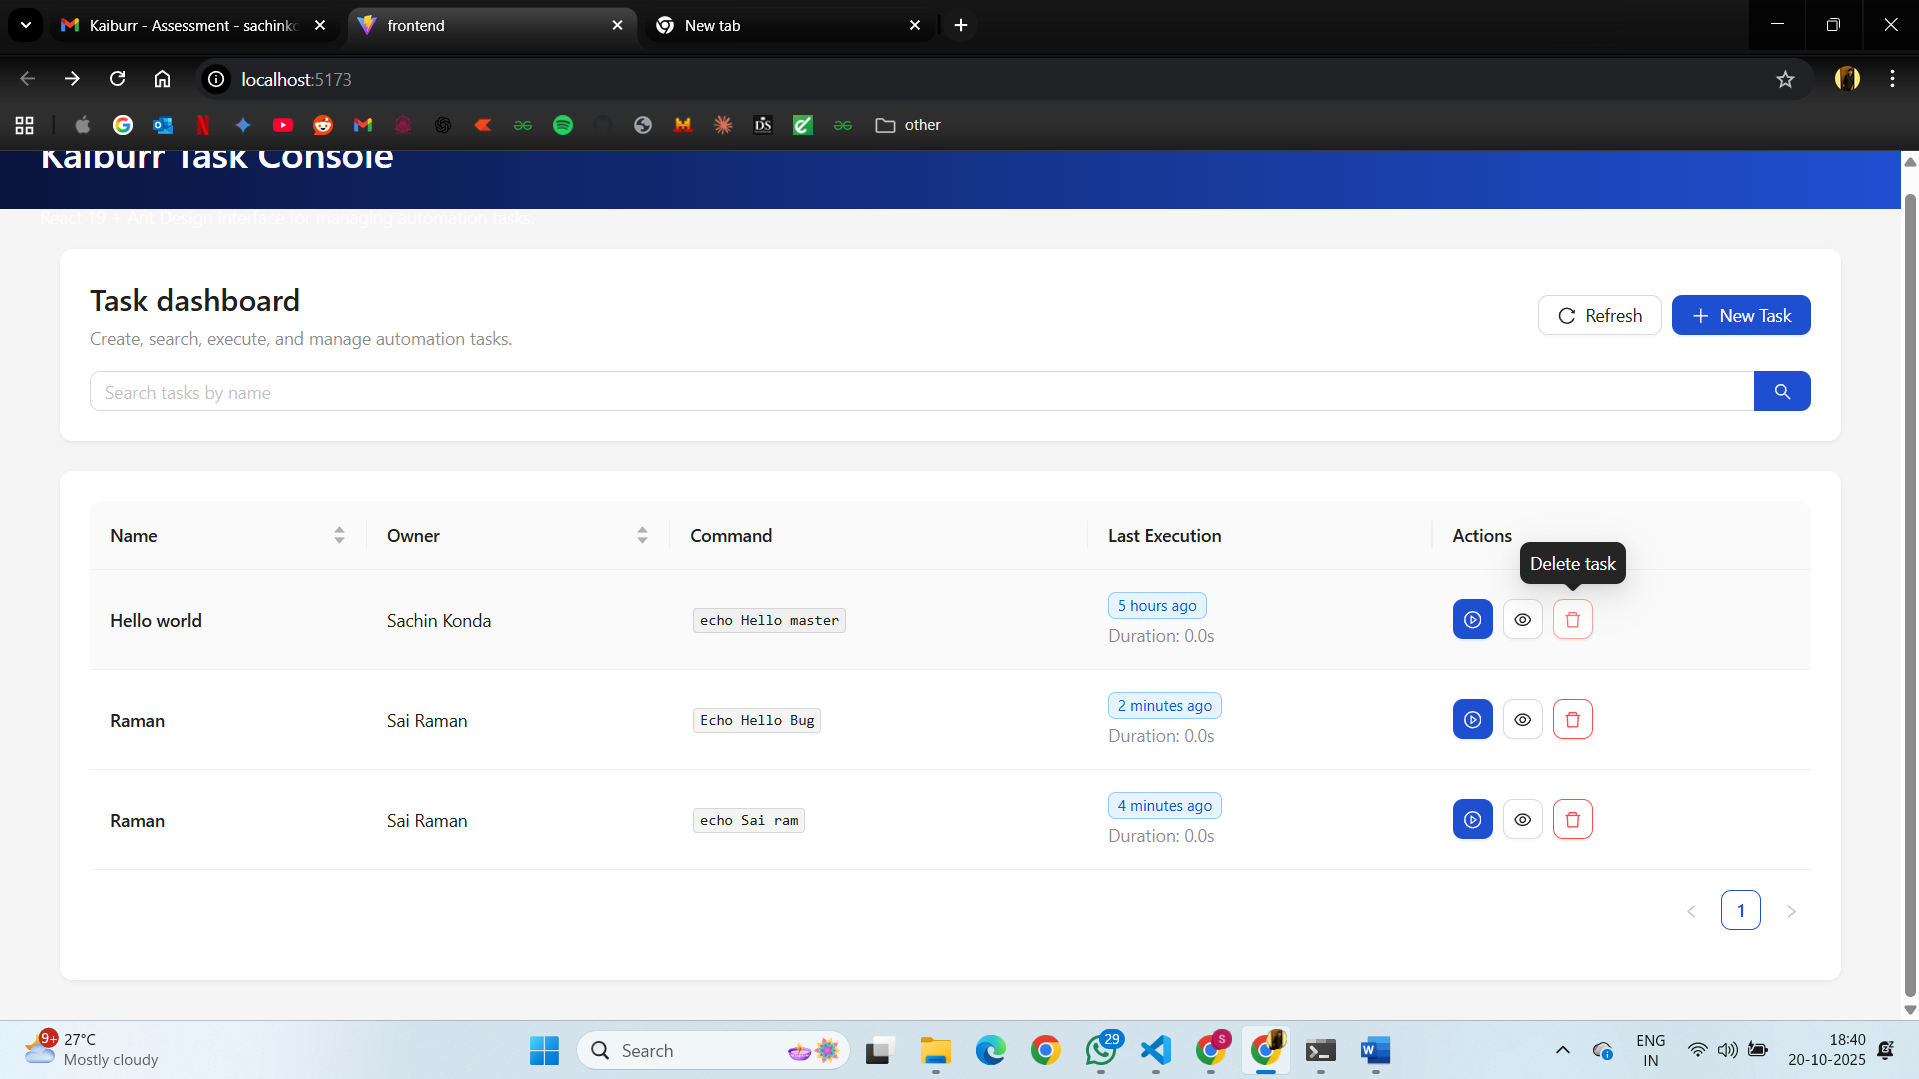 Kaiburr - Assessment - sachinko
frontend
New tab
localhost:5173
other
Kaiburr Task Console
React 19 + Ant Design interface for managing automation tasks.
Task dashboard
Create, search, execute, and manage automation tasks.
Refresh
New Task
Search tasks by name
Name Owner Command Last Execution Actions
Delete task
Hello world Sachin Konda echo Hello master 5 hours ago
Duration: 0.0s
Raman Sai Raman Echo Hello Bug 2 minutes ago
Duration: 0.0s
Raman Sai Raman echo Sai ram 4 minutes ago
Duration: 0.0s
1
9+
27°C
Mostly cloudy
Search
29
S
ENG
IN
18:40
20-10-2025